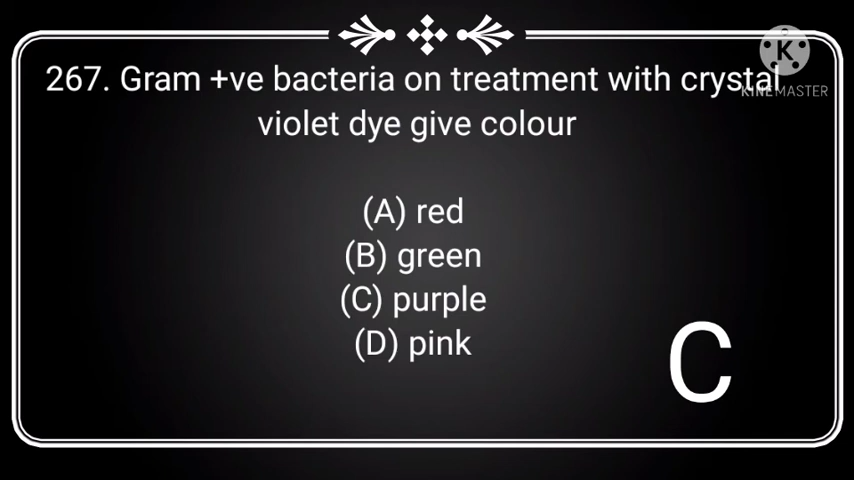 267. Gram +ve bacteria on treatment with crystal
violet dye give colour
(A) red
(B) green
(C) purple
(D) pink
C
K
KINEMASTER